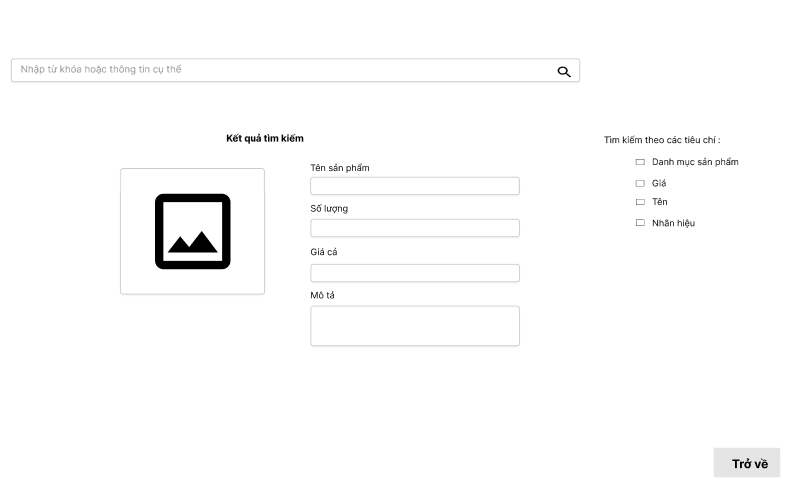 Nhập từ khóa hoặc thông tin cụ thể
Kết quả tìm kiếm
Tên sản phẩm
Số lượng
Giá cả
Mô tả
Tìm kiếm theo các tiêu chí :
Danh mục sản phẩm
Giá
Tên
Nhãn hiệu
Trở về